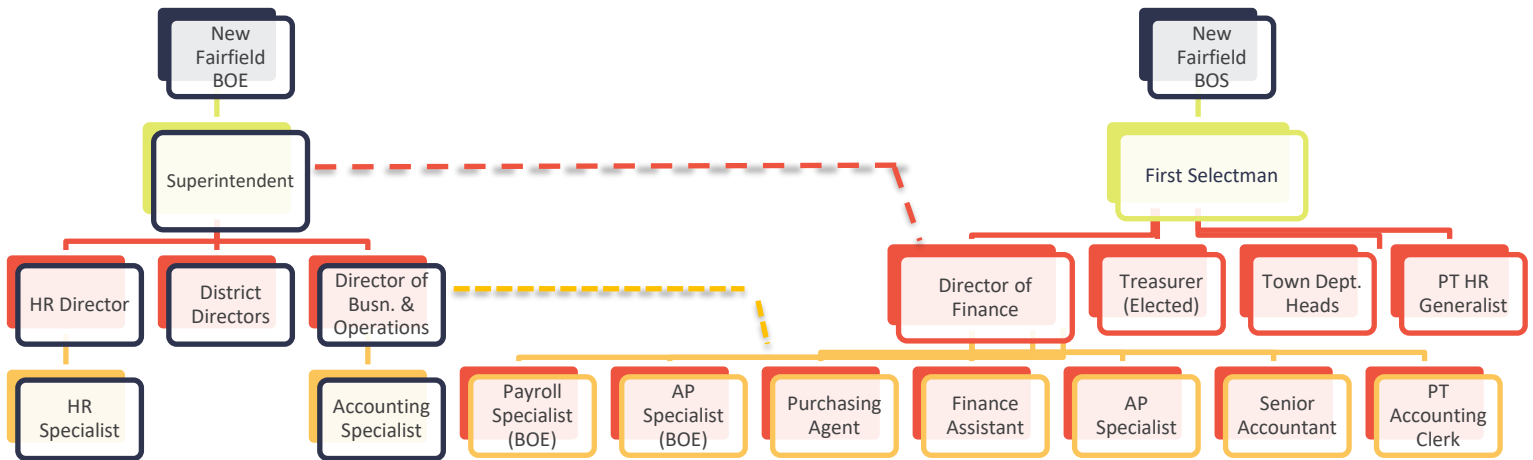 New
Fairfield
BOE
New
Fairfield
BOS
Superintendent
First Selectman
HR Director
District
Directors
Director of
Busn. &
Operations
Director of
Finance
Treasurer
(Elected)
Town Dept.
Heads
PT HR
Generalist
HR
Specialist
Accounting
Specialist
Payroll
Specialist
(BOE)
AP
Specialist
(BOE)
Purchasing
Agent
Finance
Assistant
AP
Specialist
Senior
Accountant
PT
Accounting
Clerk